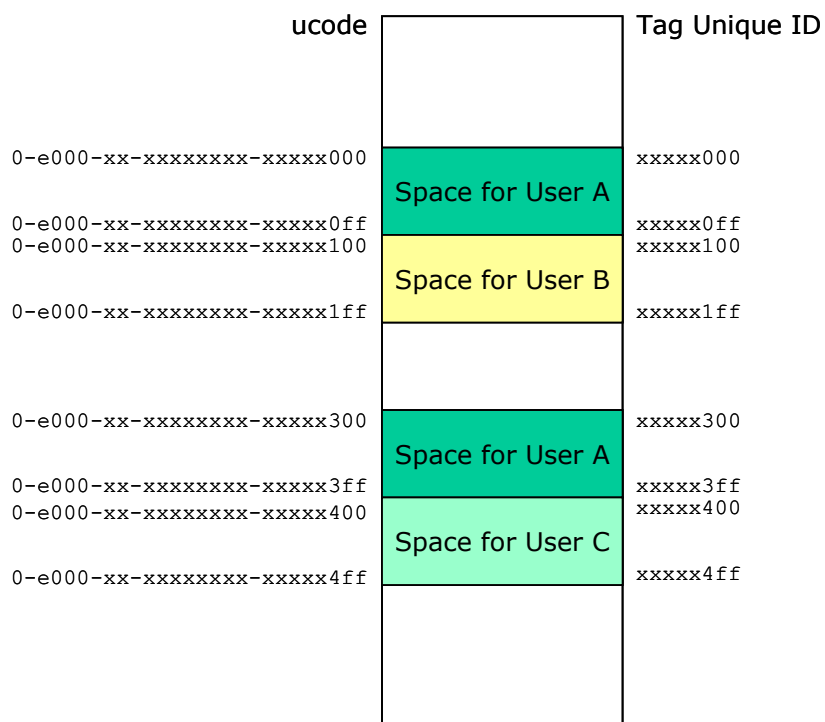 ucode Tag Unique ID
0-e000-xx-xxxxxxxx-xxxxx000 xxxxx000
Space for User A
0-e000-xx-xxxxxxxx-xxxxx0ff xxxxx0ff
0-e000-xx-xxxxxxxx-xxxxx100 xxxxx100
Space for User B
0-e000-xx-xxxxxxxx-xxxxx1ff xxxxx1ff
0-e000-xx-xxxxxxxx-xxxxx300 xxxxx300
Space for User A
0-e000-xx-xxxxxxxx-xxxxx3ff xxxxx3ff
0-e000-xx-xxxxxxxx-xxxxx400 xxxxx400
Space for User C
0-e000-xx-xxxxxxxx-xxxxx4ff xxxxx4ff